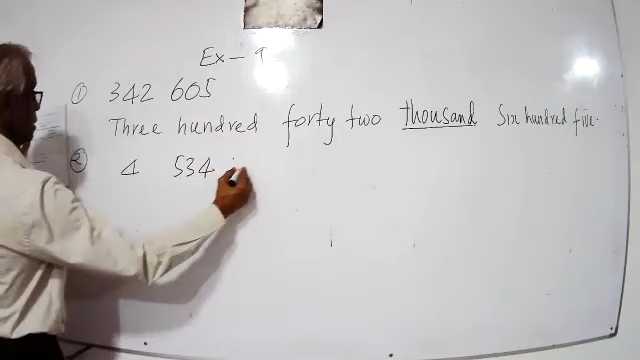 Ex - 9
① 342 605
Three hundred forty two thousand Six hundred five.
② 4 534